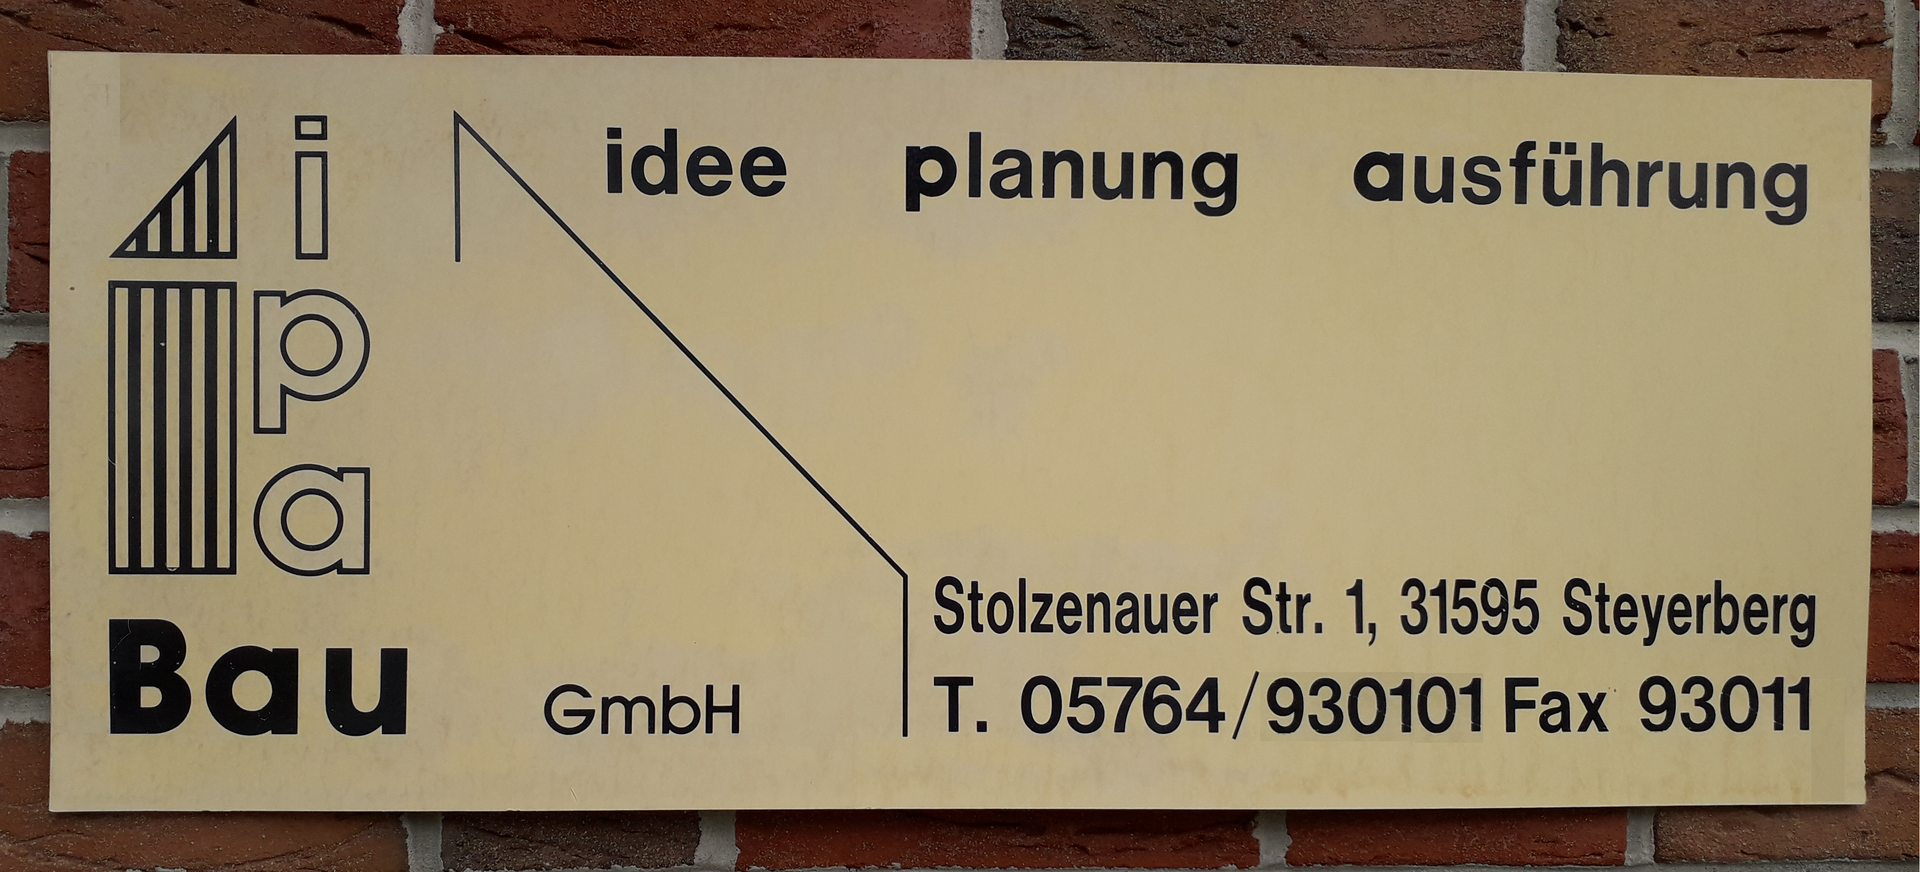 i
p
a
Bau GmbH
idee planung ausführung
Stolzenauer Str. 1, 31595 Steyerberg
T. 05764/930101 Fax 93011